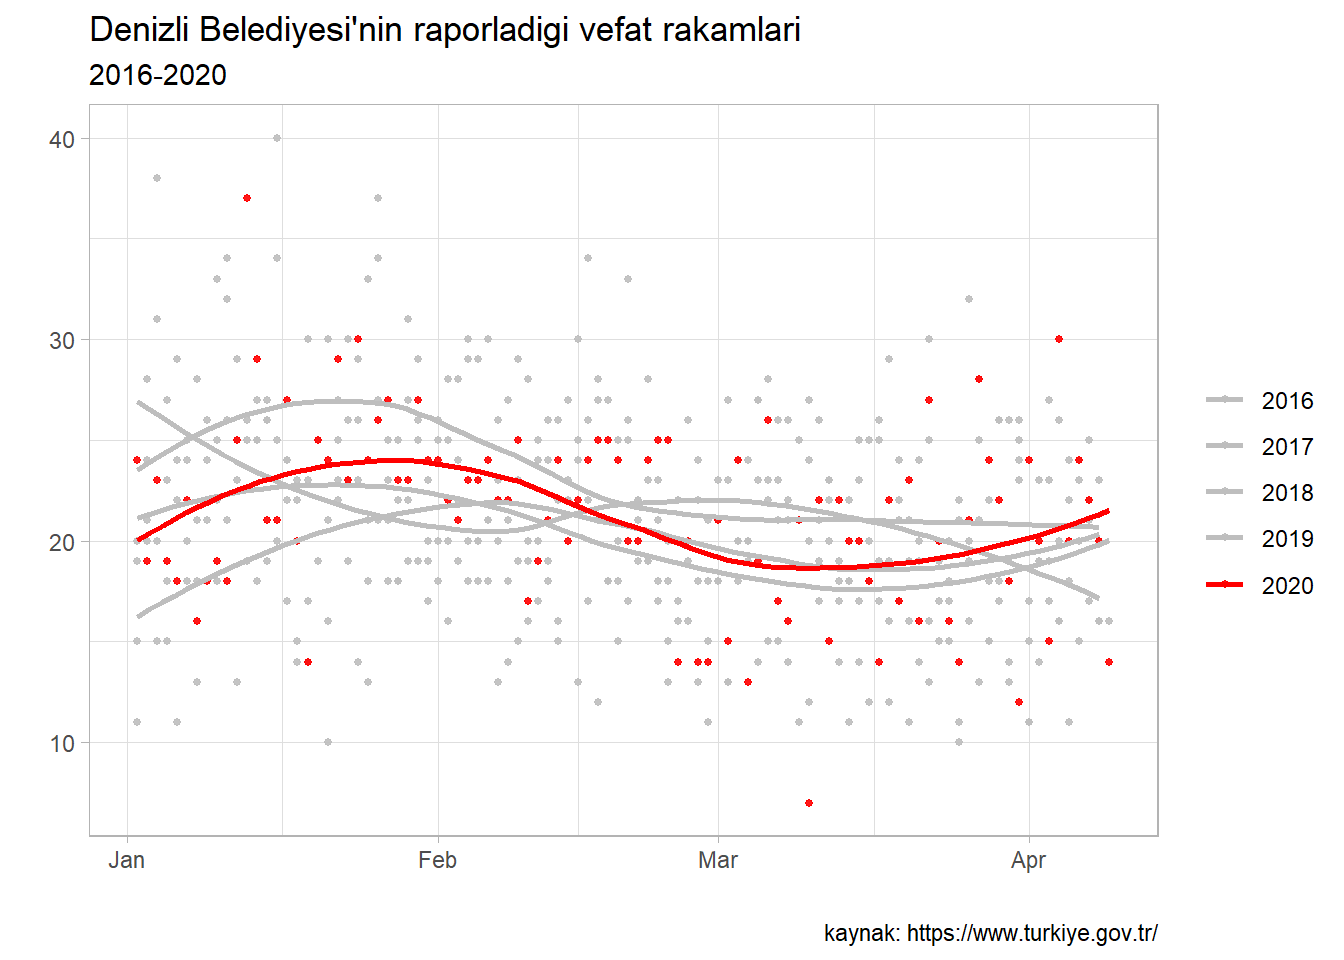 Denizli Belediyesi'nin raporladigi vefat rakamlari
2016-2020
40
30
20
10
Jan
Feb
Mar
Apr
2016
2017
2018
2019
2020
kaynak: https://www.turkiye.gov.tr/